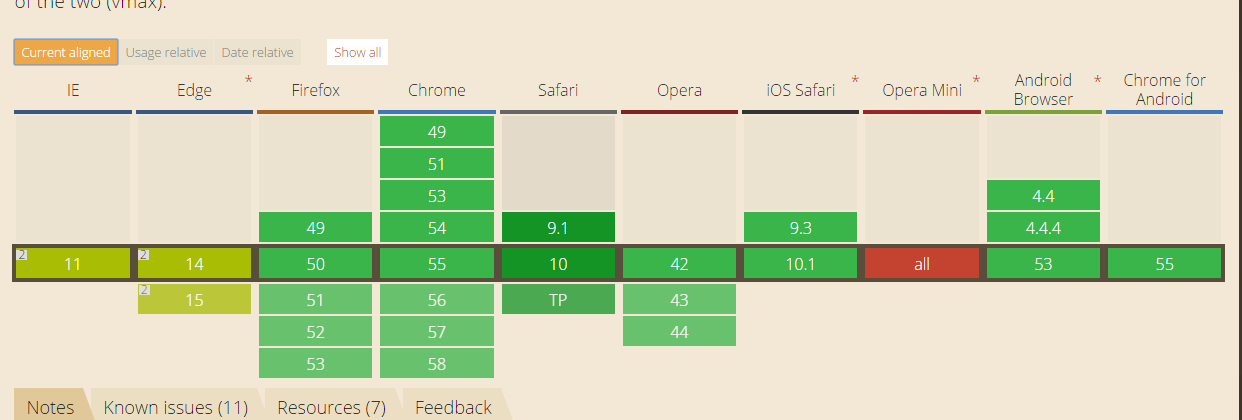 of the two (vmax).
Current aligned Usage relative Date relative Show all
IE Edge * Firefox Chrome Safari Opera iOS Safari * Opera Mini * Android Browser * Chrome for Android
49
51
53 4.4
49 54 9.1 9.3 4.4.4
2 11 2 14 50 55 10 42 10.1 all 53 55
2 15 51 56 TP 43
52 57 44
53 58
Notes Known issues (11) Resources (7) Feedback